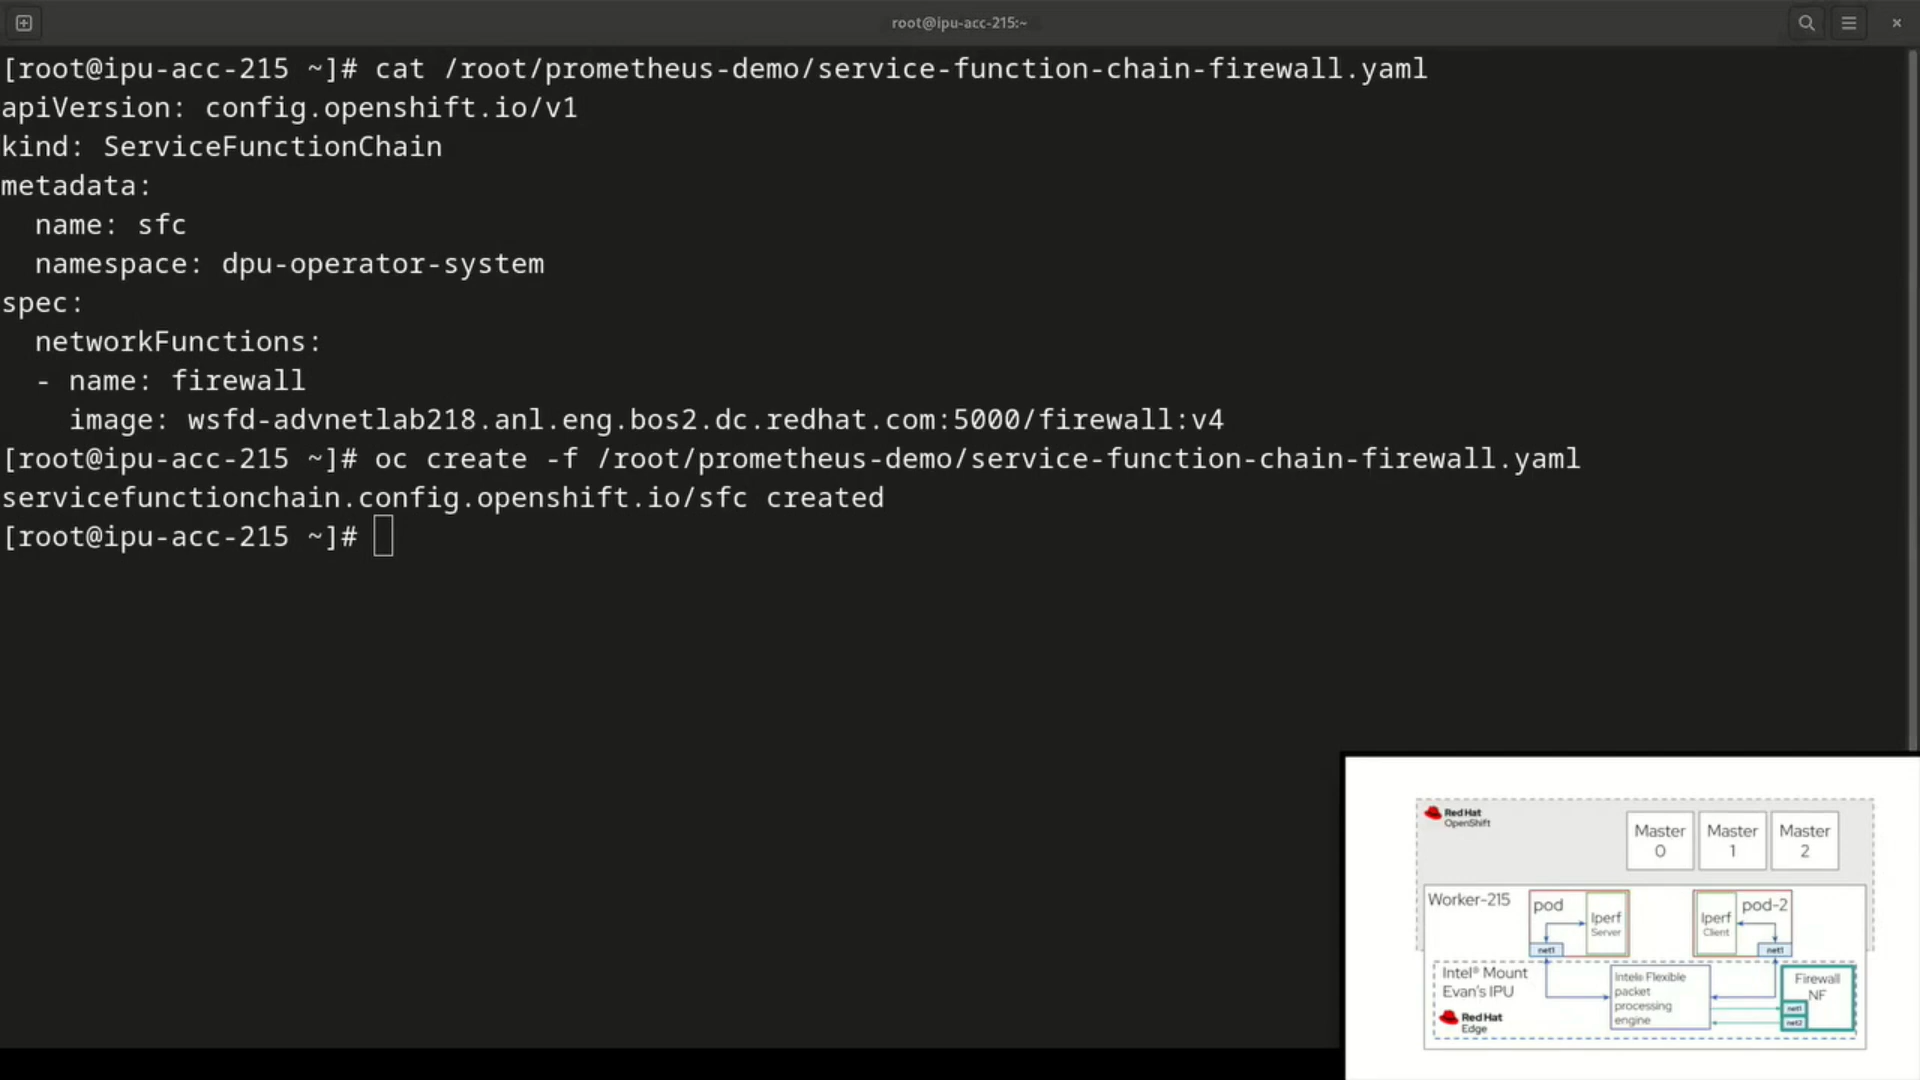 root@ipu-acc-215:~
[root@ipu-acc-215 ~]# cat /root/prometheus-demo/service-function-chain-firewall.yaml
apiVersion: config.openshift.io/v1
kind: ServiceFunctionChain
metadata:
  name: sfc
  namespace: dpu-operator-system
spec:
  networkFunctions:
  - name: firewall
    image: wsfd-advnetlab218.anl.eng.bos2.dc.redhat.com:5000/firewall:v4
[root@ipu-acc-215 ~]# oc create -f /root/prometheus-demo/service-function-chain-firewall.yaml
servicefunctionchain.config.openshift.io/sfc created
[root@ipu-acc-215 ~]#
Red Hat
OpenShift
Master
0
Master
1
Master
2
Worker-215
pod
Iperf
Server
net1
Iperf
Client
pod-2
net1
Intel® Mount
Evan's IPU
Red Hat
Edge
Intel® Flexible
packet
processing
engine
Firewall
NF
net1
net2